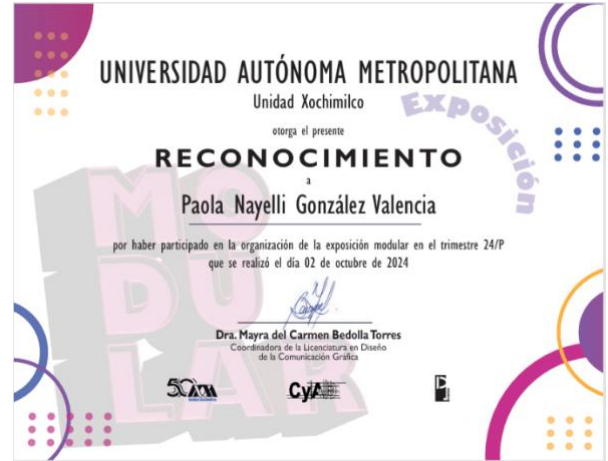 UNIVERSIDAD AUTÓNOMA METROPOLITANA
Unidad Xochimilco
Exposición
otorga el presente
RECONOCIMIENTO
a
Paola Nayelli González Valencia
por haber participado en la organización de la exposición modular en el trimestre 24/P
que se realizó el día 02 de octubre de 2024
MO
DU
LAR
Dra. Mayra del Carmen Bedolla Torres
Coordinadora de la Licenciatura en Diseño
de la Comunicación Gráfica
50 UAM
CyAD